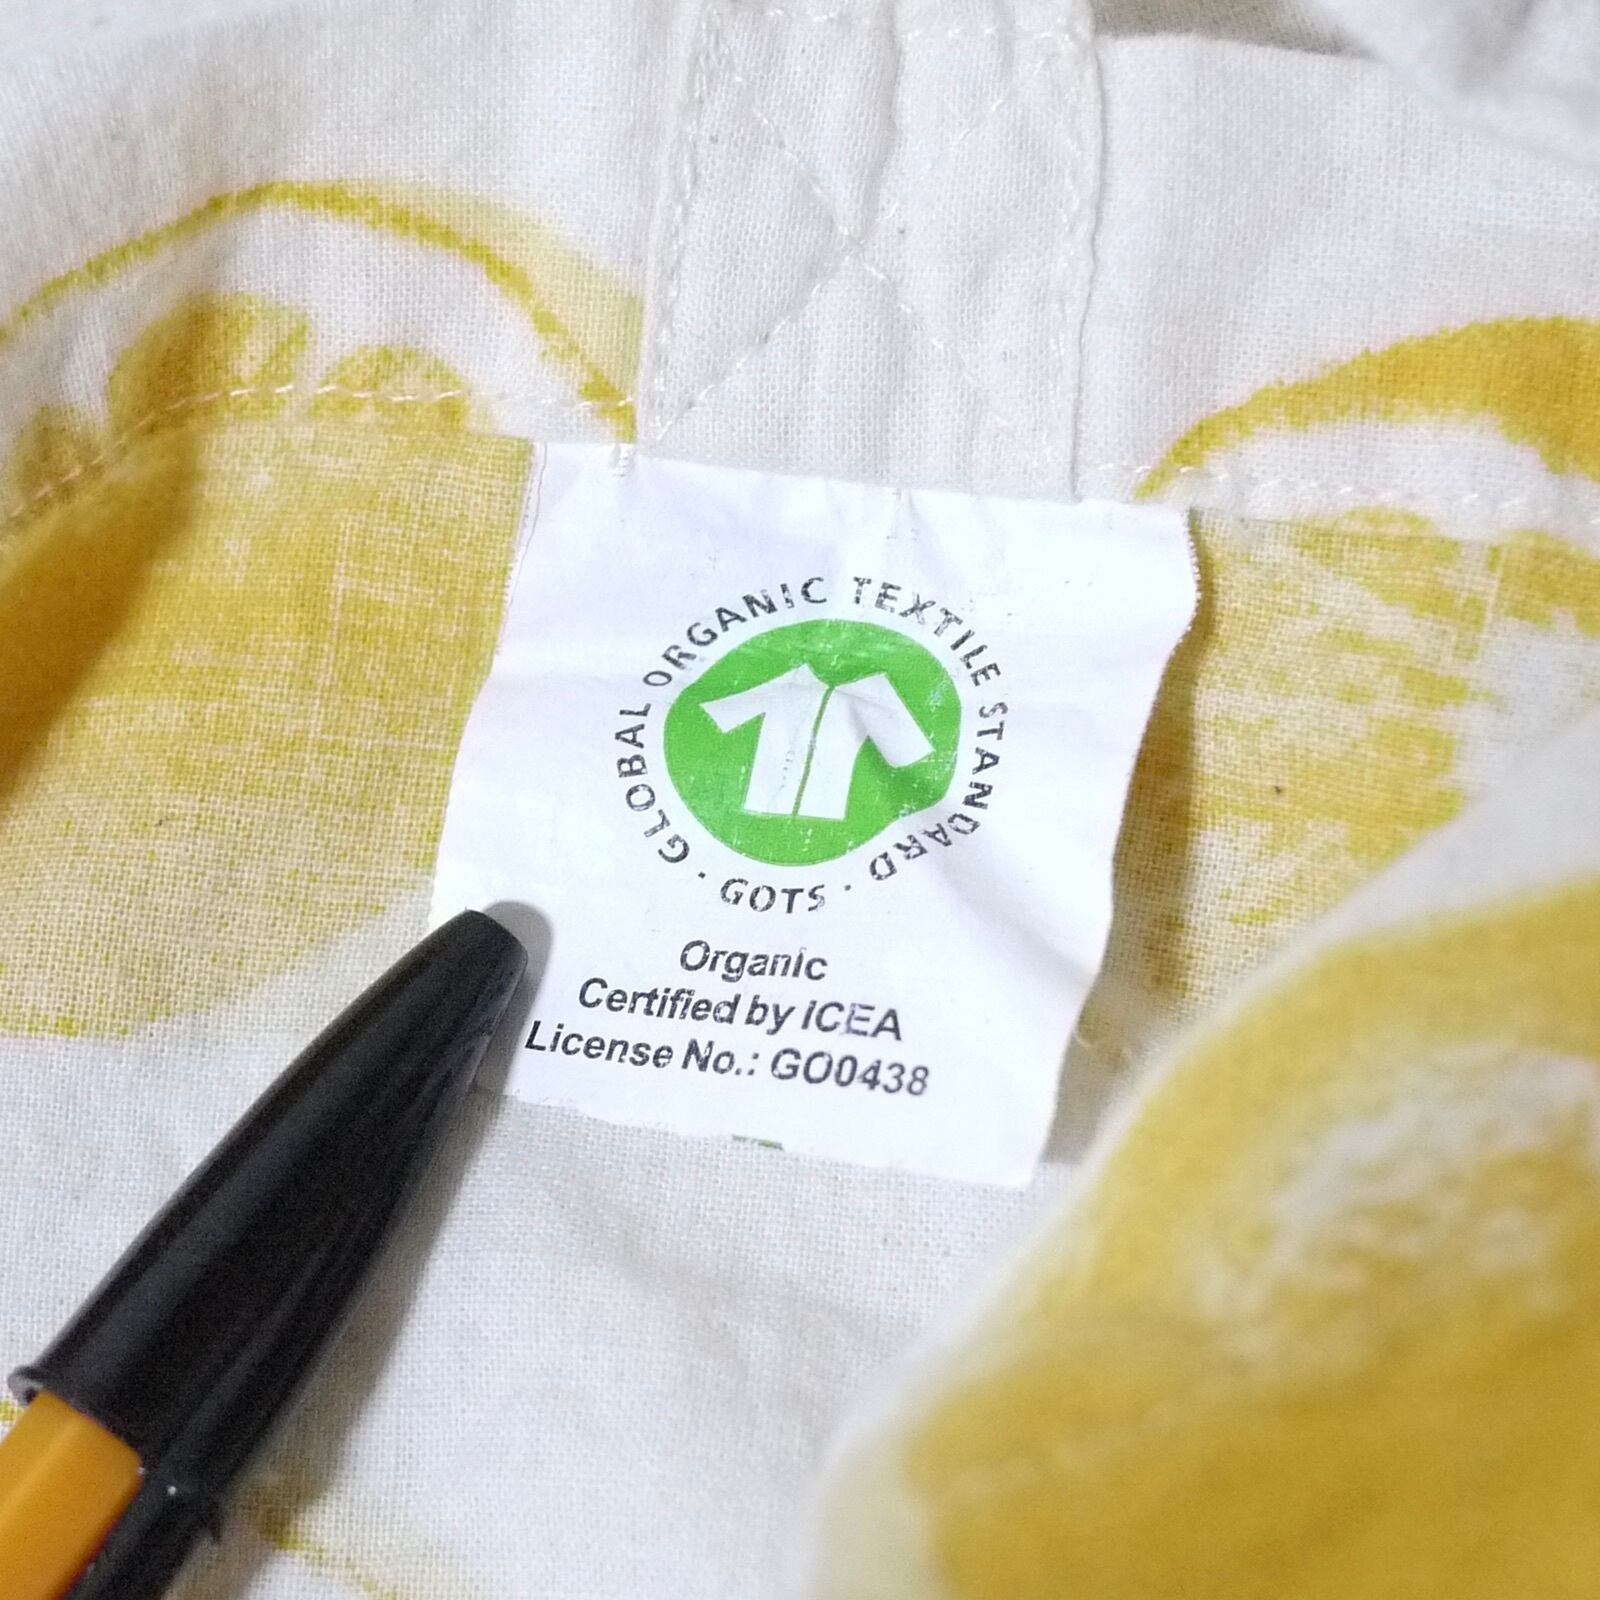 GLOBAL ORGANIC TEXTILE STANDARD · GOTS ·
Organic
Certified by ICEA
License No.: GO0438